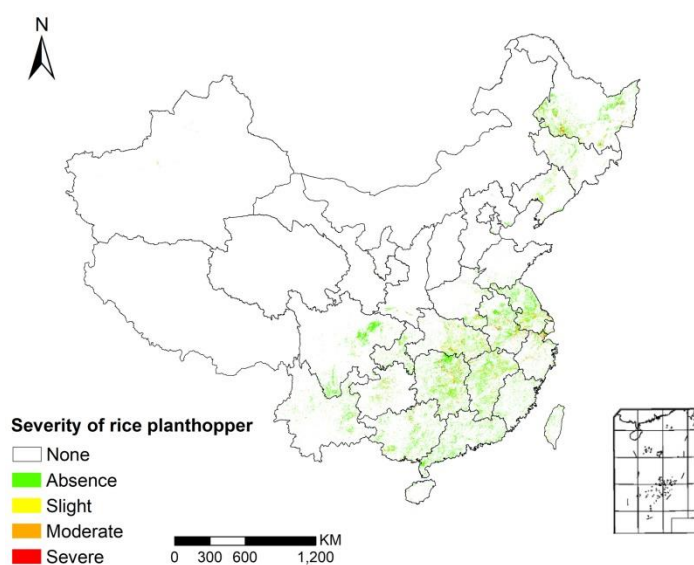 N
Severity of rice planthopper
None
Absence
Slight
Moderate
Severe
KM
0 300 600 1,200